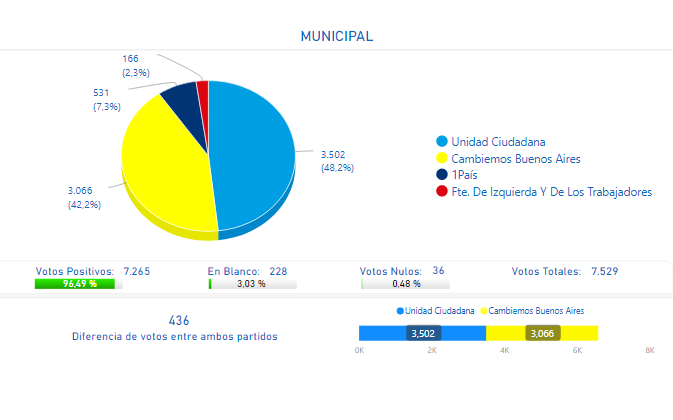 MUNICIPAL
166
(2,3%)
531
(7,3%)
3.502
(48,2%)
3.066
(42,2%)
Unidad Ciudadana
Cambiemos Buenos Aires
1País
Fte. De Izquierda Y De Los Trabajadores
Votos Positivos: 7.265
96,49 %
En Blanco: 228
3,03 %
Votos Nulos: 36
0,48 %
Votos Totales: 7.529
436
Diferencia de votos entre ambos partidos
Unidad Ciudadana Cambiemos Buenos Aires
3,502 3,066
0K 2K 4K 6K 8K